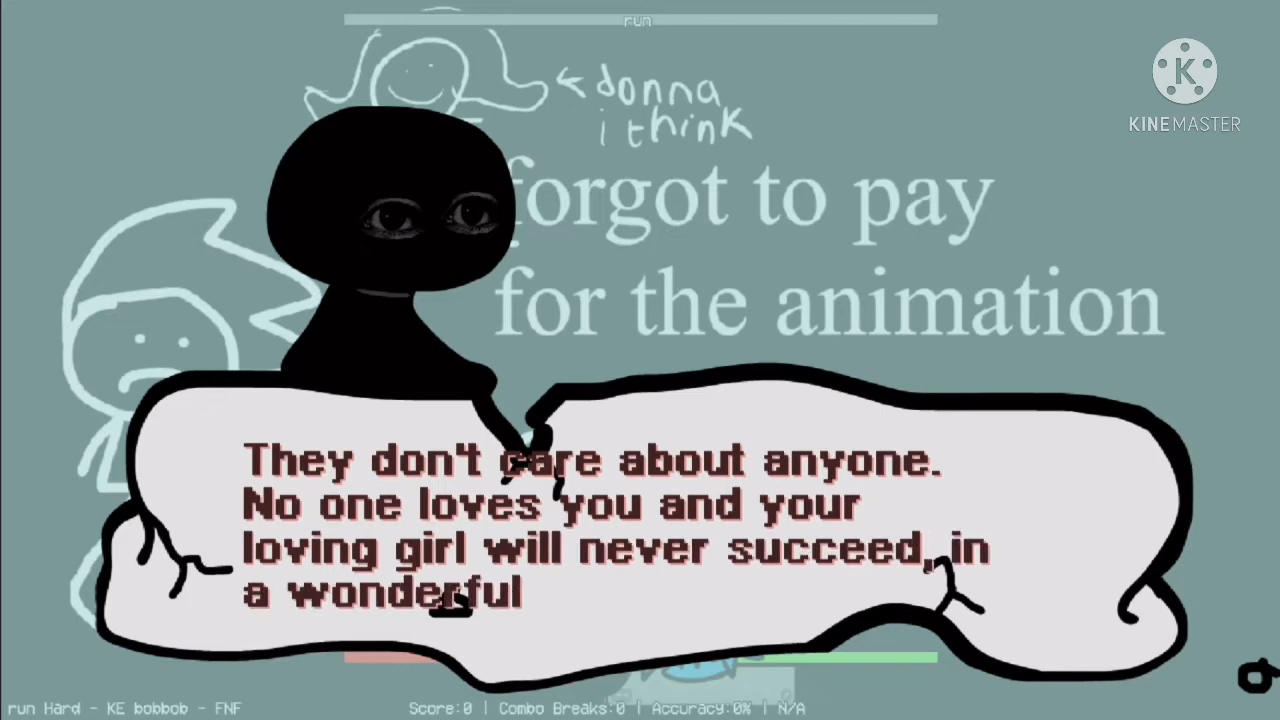 run
donna
i think
KINEMASTER
forgot to pay
for the animation
They don't care about anyone.
No one loves you and your
loving girl will never succeed, in
a wonderful
run Hard - KE bobbob - FNF
Score:0 | Combo Breaks:0 | Accuracy:0% | N/A